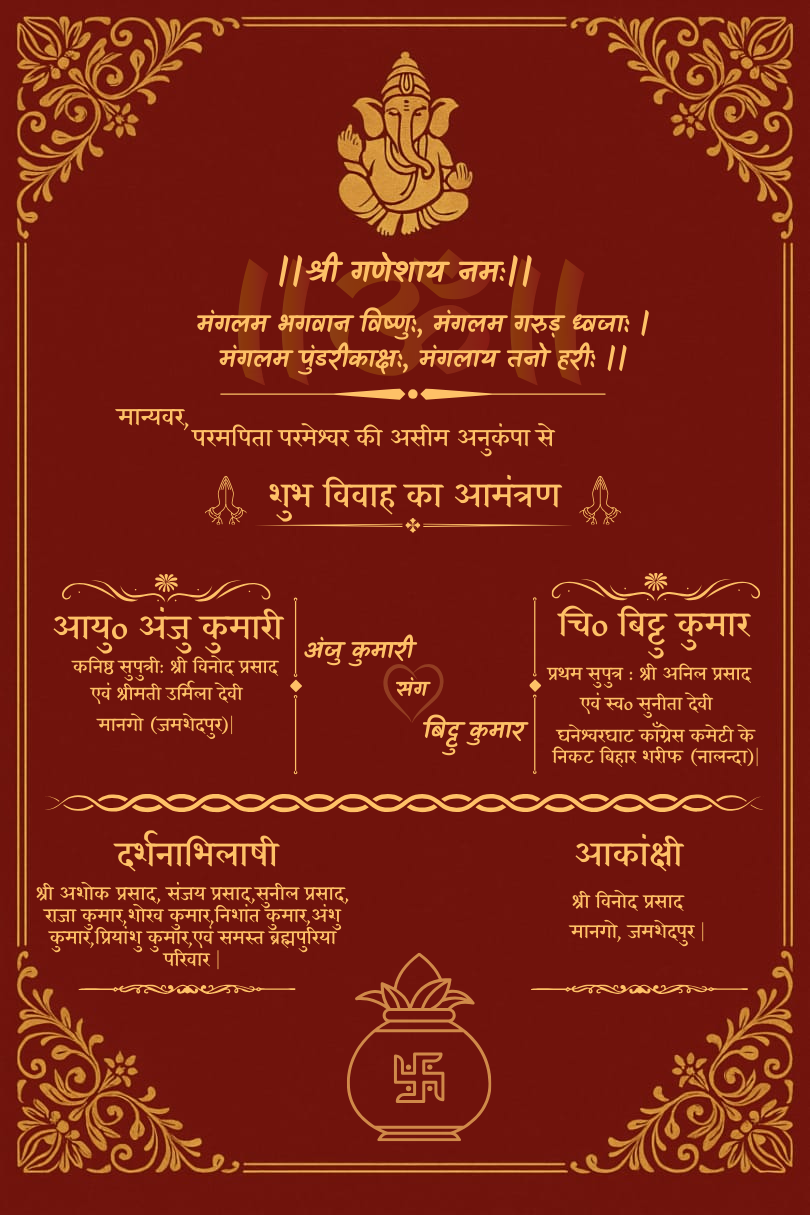 ||श्री गणेशाय नमः||
||ॐ||
मंगलम भगवान विष्णुः, मंगलम गरुड़ ध्वजाः |
मंगलम पुंडरीकाक्षः, मंगलाय तनो हरीः ||
मान्यवर,
परमपिता परमेश्वर की असीम अनुकंपा से
शुभ विवाह का आमंत्रण
आयुo अंजु कुमारी
कनिष्ठ सुपुत्रीः श्री विनोद प्रसाद
एवं श्रीमती उर्मिला देवी
मानगो (जमशेदपुर)|
अंजु कुमारी
संग
बिट्टु कुमार
चिo बिट्टु कुमार
प्रथम सुपुत्र : श्री अनिल प्रसाद
एवं स्वo सुनीता देवी
घनेश्वरघाट काँग्रेस कमेटी के
निकट बिहार शरीफ (नालन्दा)|
दर्शनाभिलाषी
श्री अशोक प्रसाद, संजय प्रसाद,सुनील प्रसाद,
राजा कुमार,शोरव कुमार,निशांत कुमार,अंशु
कुमार,प्रियांशु कुमार,एवं समस्त ब्रह्मपुरिया
परिवार |
आकांक्षी
श्री विनोद प्रसाद
मानगो, जमशेदपुर |